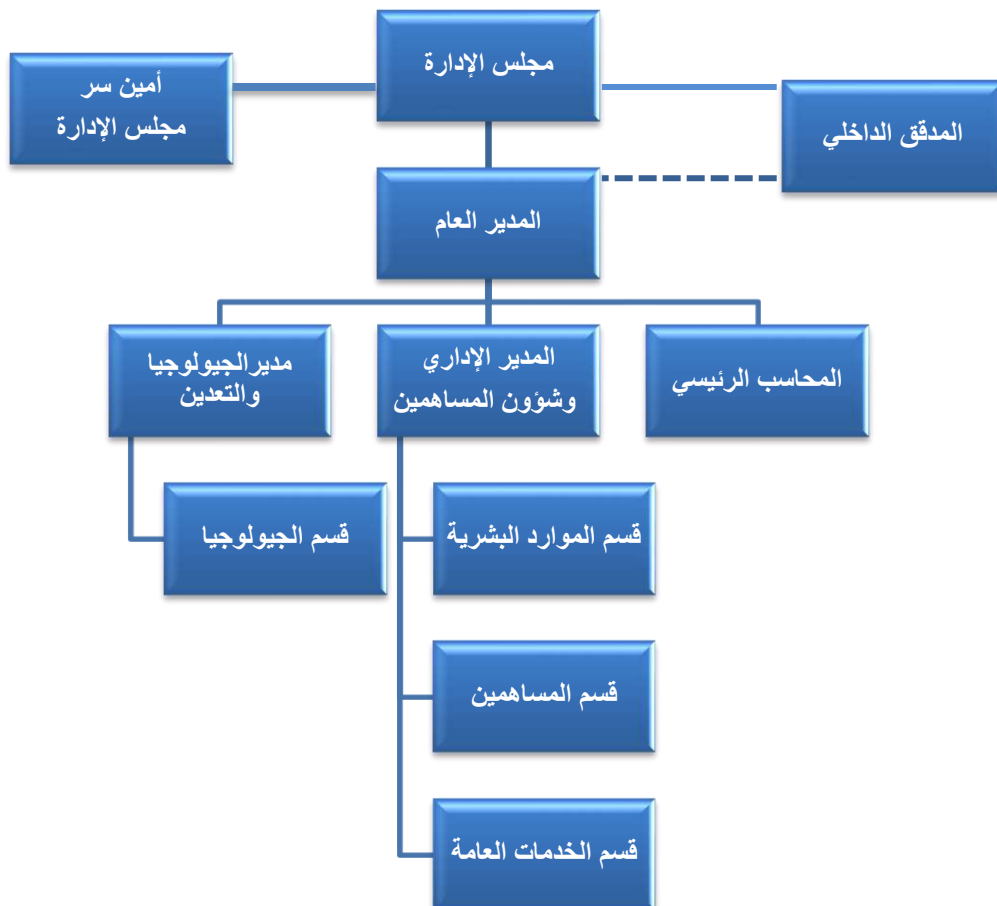 مجلس الإدارة
أمين سر
مجلس الإدارة
المدقق الداخلي
المدير العام
المحاسب الرئيسي
المدير الإداري
وشؤون المساهمين
مديرالجيولوجيا
والتعدين
قسم الموارد البشرية
قسم الجيولوجيا
قسم المساهمين
قسم الخدمات العامة